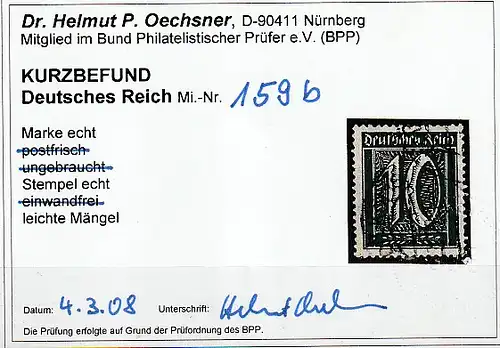 Dr. Helmut P. Oechsner, D-90411 Nürnberg
Mitglied im Bund Philatelistischer Prüfer e.V. (BPP)
KURZBEFUND
Deutsches Reich Mi.-Nr. 159 b
Marke echt
postfrisch
ungebraucht
Stempel echt
einwandfrei
leichte Mängel
Deutsches Reich
10
Datum: 4.3.08 Unterschrift:
Die Prüfung erfolgte auf Grund der Prüfordnung des BPP.